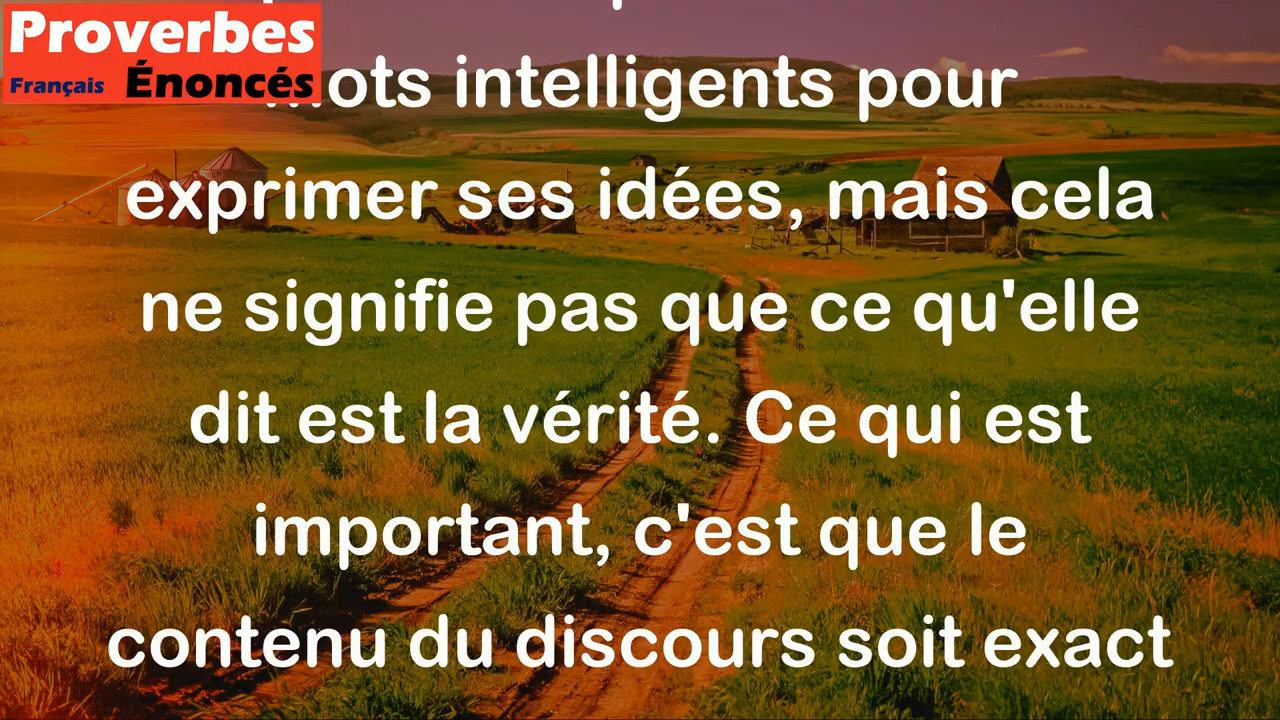 Proverbes
Français Énoncés
mots intelligents pour
exprimer ses idées, mais cela
ne signifie pas que ce qu'elle
dit est la vérité. Ce qui est
important, c'est que le
contenu du discours soit exact